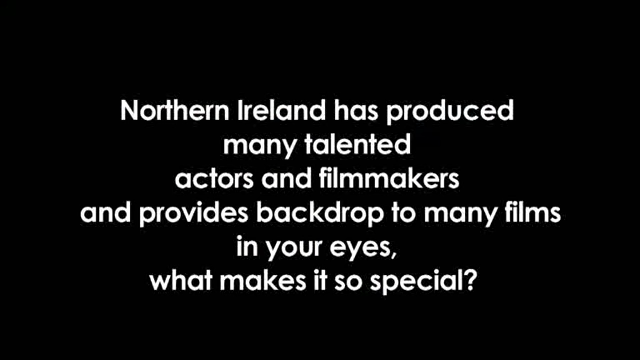 Northern Ireland has produced
many talented
actors and filmmakers
and provides backdrop to many films
in your eyes,
what makes it so special?